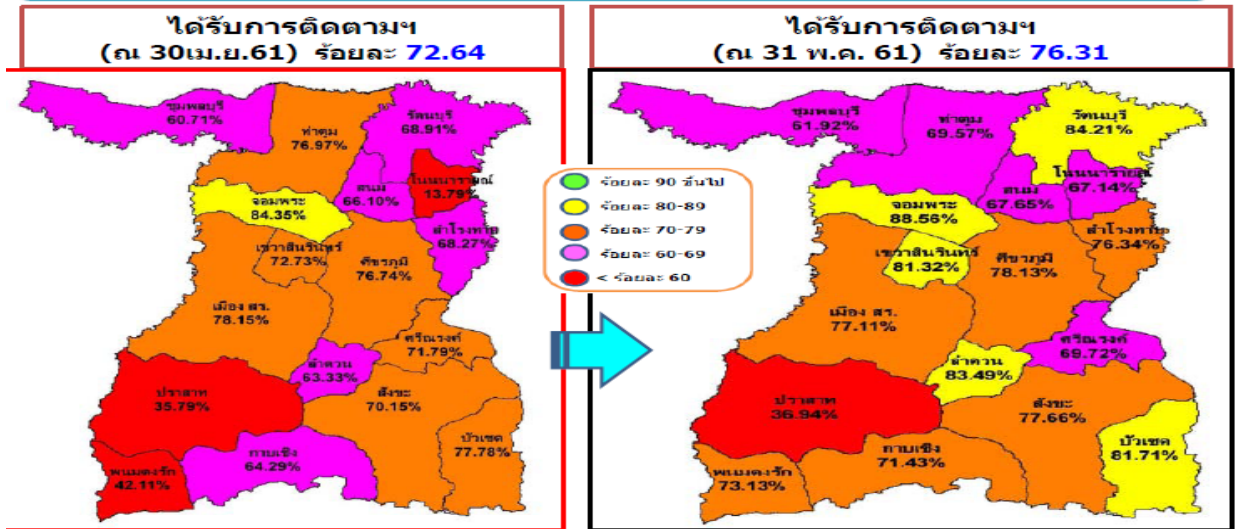 ได้รับการติดตามฯ
(ณ 30เม.ย.61) ร้อยละ 72.64
ชุมพลบุรี
60.71%
ท่าตูม
76.97%
รัตนบุรี
68.91%
สนม
66.10%
โนนนารายณ์
13.79%
จอมพระ
84.35%
สำโรงทาบ
68.27%
เขวาสินรินทร์
72.73%
ศีขรภูมิ
76.74%
เมือง สร.
78.15%
ศรีณรงค์
71.79%
ลำดวน
63.33%
ปราสาท
35.79%
สังขะ
70.15%
บัวเชด
77.78%
กาบเชิง
64.29%
พนมดงรัก
42.11%
ร้อยละ 90 ขึ้นไป
ร้อยละ 80-89
ร้อยละ 70-79
ร้อยละ 60-69
< ร้อยละ 60
ได้รับการติดตามฯ
(ณ 31 พ.ค. 61) ร้อยละ 76.31
ชุมพลบุรี
61.92%
ท่าตูม
69.57%
รัตนบุรี
84.21%
สนม
67.65%
โนนนารายณ์
67.14%
จอมพระ
88.56%
สำโรงทาบ
76.34%
เขวาสินรินทร์
81.32%
ศีขรภูมิ
78.13%
เมือง สร.
77.11%
ศรีณรงค์
69.72%
ลำดวน
83.49%
ปราสาท
36.94%
สังขะ
77.66%
บัวเชด
81.71%
กาบเชิง
71.43%
พนมดงรัก
73.13%